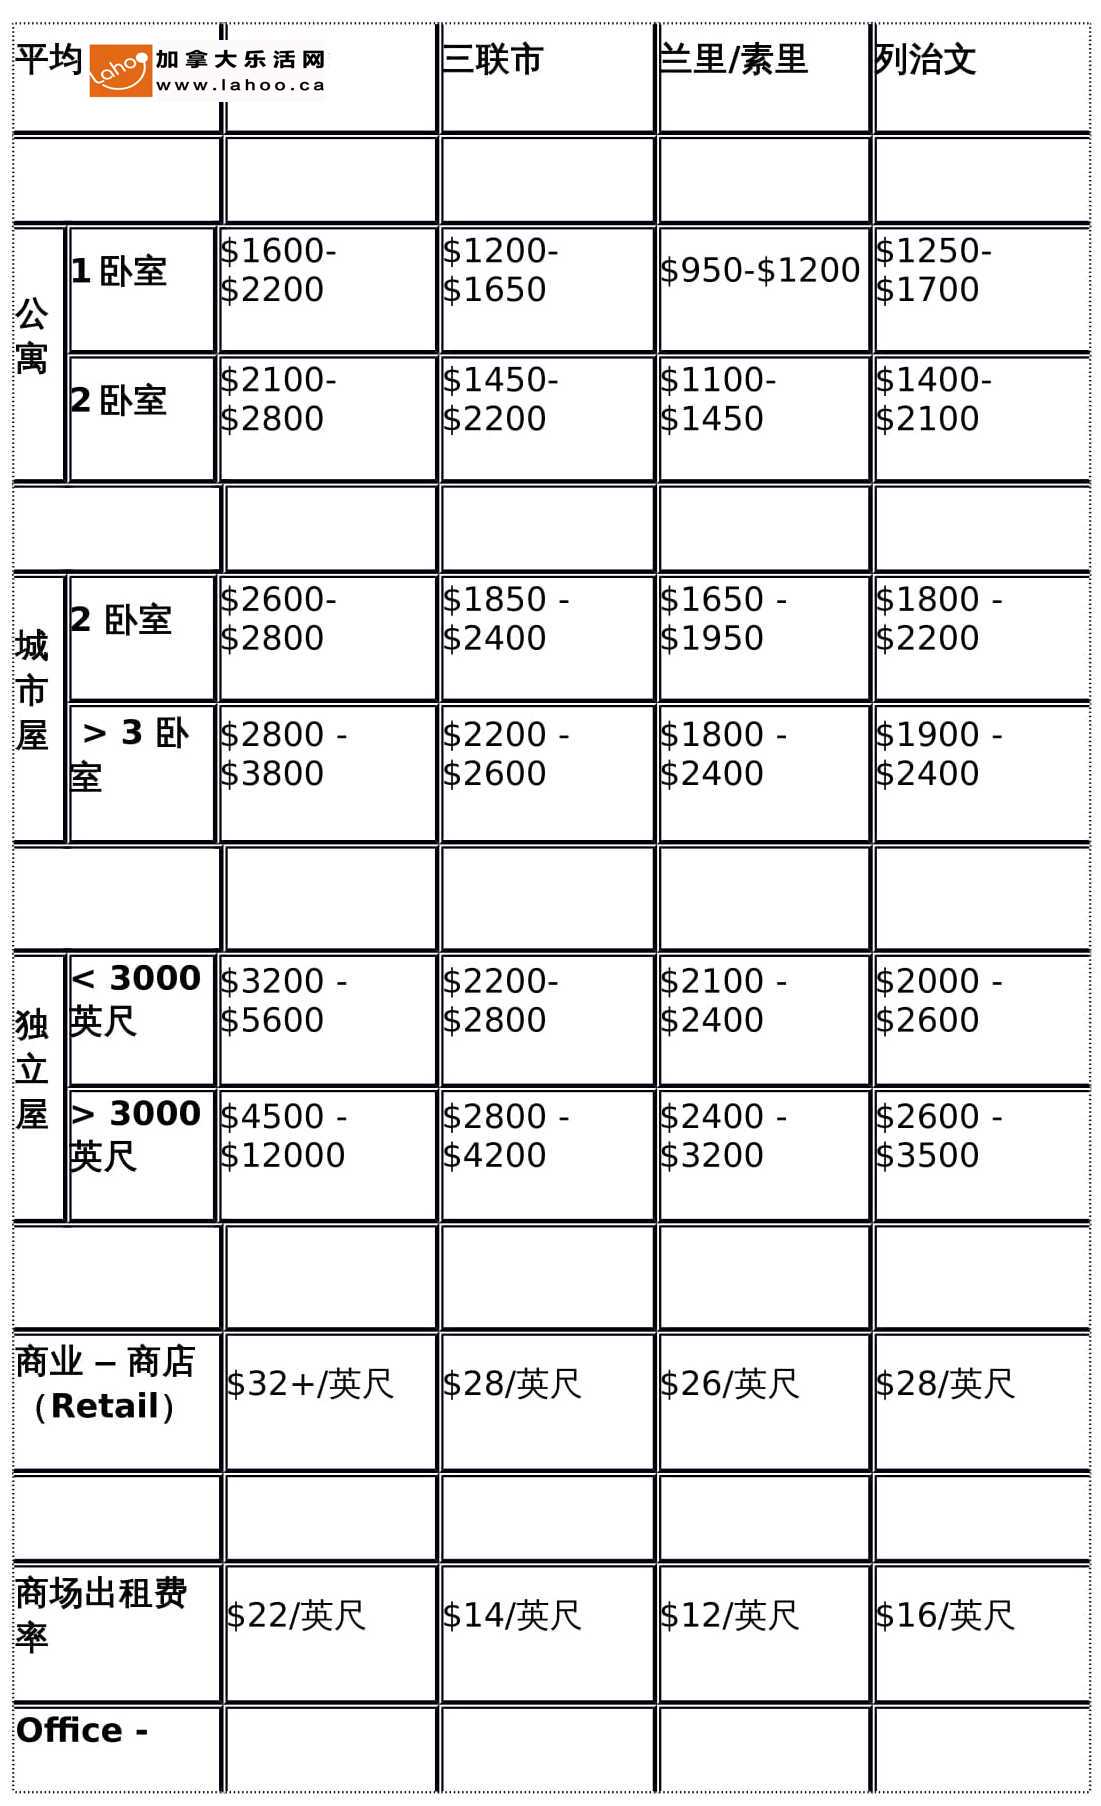 平均
Lahoo
加拿大乐活网
www.lahoo.ca
三联市
兰里/素里
列治文
公
寓
1卧室
$1600-
$2200
$1200-
$1650
$950-$1200
$1250-
$1700
2卧室
$2100-
$2800
$1450-
$2200
$1100-
$1450
$1400-
$2100
城
市
屋
2 卧室
$2600-
$2800
$1850 -
$2400
$1650 -
$1950
$1800 -
$2200
> 3 卧
室
$2800 -
$3800
$2200 -
$2600
$1800 -
$2400
$1900 -
$2400
独
立
屋
< 3000
英尺
$3200 -
$5600
$2200-
$2800
$2100 -
$2400
$2000 -
$2600
> 3000
英尺
$4500 -
$12000
$2800 -
$4200
$2400 -
$3200
$2600 -
$3500
商业 – 商店
（Retail）
$32+/英尺
$28/英尺
$26/英尺
$28/英尺
商场出租费
率
$22/英尺
$14/英尺
$12/英尺
$16/英尺
Office -